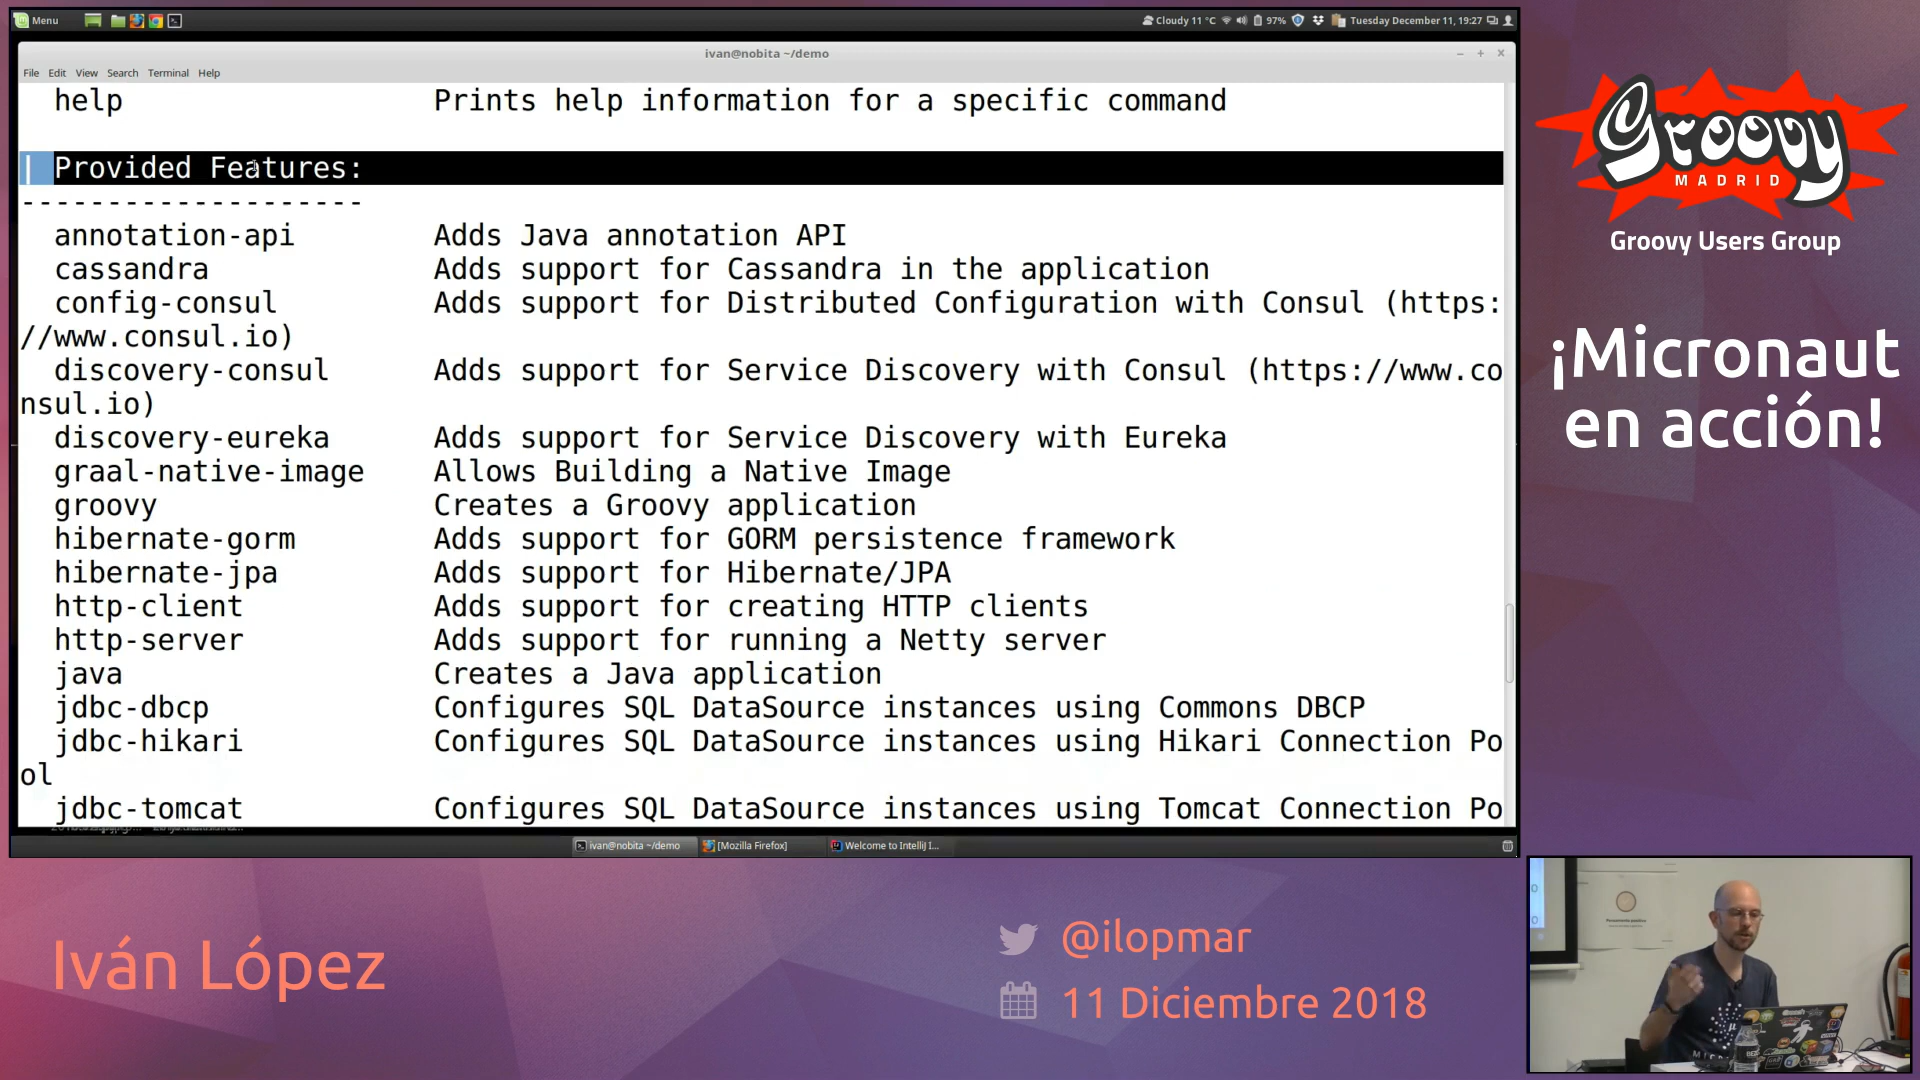 Menu
Cloudy 11 °C 97% Tuesday December 11, 19:27
ivan@nobita ~/demo
File Edit View Search Terminal Help
help Prints help information for a specific command
| Provided Features:
--------------------
annotation-api Adds Java annotation API
cassandra Adds support for Cassandra in the application
config-consul Adds support for Distributed Configuration with Consul (https:
//www.consul.io)
discovery-consul Adds support for Service Discovery with Consul (https://www.co
nsul.io)
discovery-eureka Adds support for Service Discovery with Eureka
graal-native-image Allows Building a Native Image
groovy Creates a Groovy application
hibernate-gorm Adds support for GORM persistence framework
hibernate-jpa Adds support for Hibernate/JPA
http-client Adds support for creating HTTP clients
http-server Adds support for running a Netty server
java Creates a Java application
jdbc-dbcp Configures SQL DataSource instances using Commons DBCP
jdbc-hikari Configures SQL DataSource instances using Hikari Connection Po
ol
jdbc-tomcat Configures SQL DataSource instances using Tomcat Connection Po
ivan@nobita ~/demo [Mozilla Firefox] Welcome to IntelliJ I...
Groovy
MADRID
Groovy Users Group
¡Micronaut
en acción!
Iván López
@ilopmar
11 Diciembre 2018